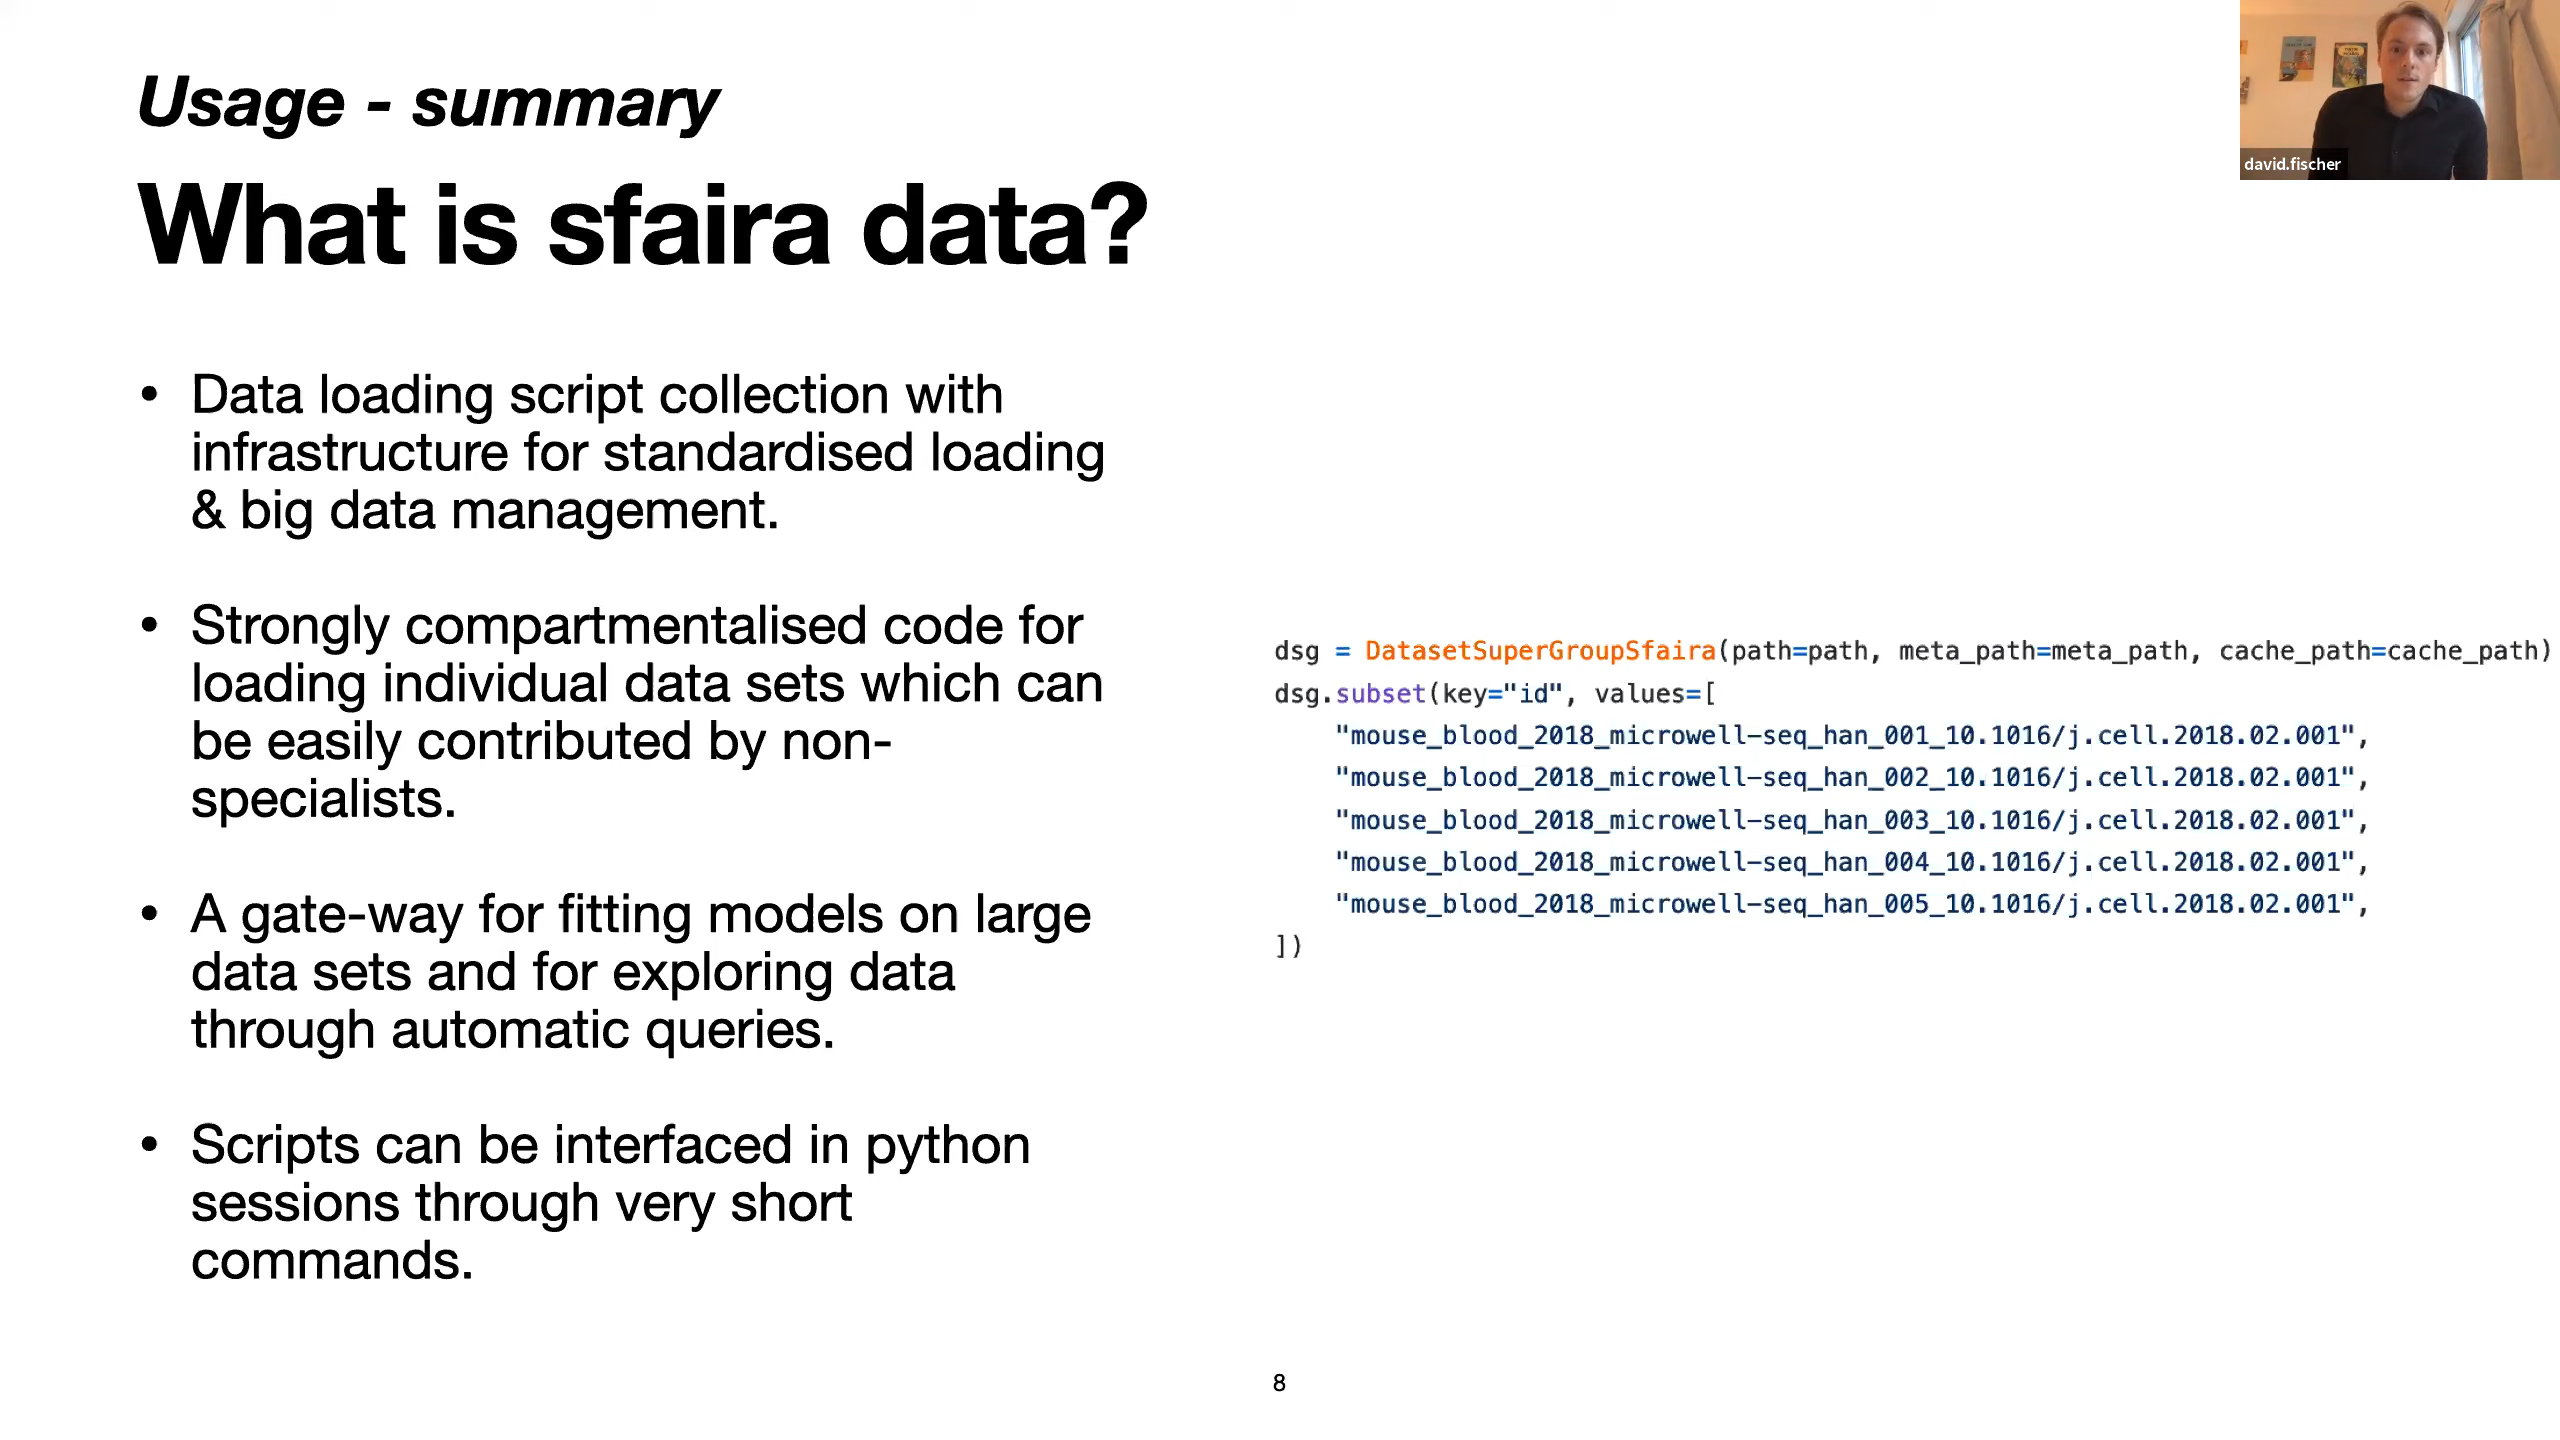 Usage - summary
What is sfaira data?
• Data loading script collection with
infrastructure for standardised loading
& big data management.
• Strongly compartmentalised code for
loading individual data sets which can
be easily contributed by non-
specialists.
• A gate-way for fitting models on large
data sets and for exploring data
through automatic queries.
• Scripts can be interfaced in python
sessions through very short
commands.
dsg = DatasetSuperGroupSfaira(path=path, meta_path=meta_path, cache_path=cache_path)
dsg.subset(key="id", values=[
    "mouse_blood_2018_microwell-seq_han_001_10.1016/j.cell.2018.02.001",
    "mouse_blood_2018_microwell-seq_han_002_10.1016/j.cell.2018.02.001",
    "mouse_blood_2018_microwell-seq_han_003_10.1016/j.cell.2018.02.001",
    "mouse_blood_2018_microwell-seq_han_004_10.1016/j.cell.2018.02.001",
    "mouse_blood_2018_microwell-seq_han_005_10.1016/j.cell.2018.02.001",
])
david.fischer
8